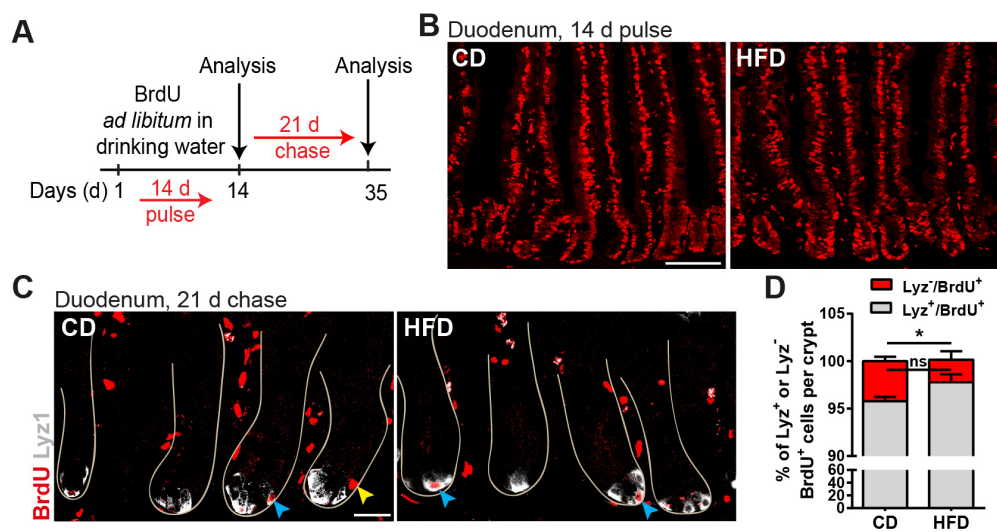 A
Analysis
Analysis
BrdU
ad libitum in
drinking water
21 d
chase
Days (d)
1
14 d
pulse
14
35
B
Duodenum, 14 d pulse
CD
HFD
C
Duodenum, 21 d chase
CD
HFD
BrdU Lyz1
D
Lyz⁻/BrdU⁺
Lyz⁺/BrdU⁺
% of Lyz⁺ or Lyz⁻
BrdU⁺ cells per crypt
105
100
95
90
60
40
20
0
*
ns
CD
HFD